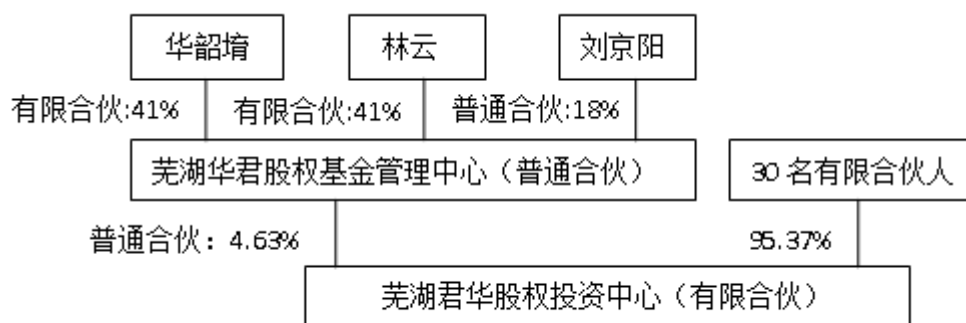 华韶堉
林云
刘京阳
有限合伙:41%
有限合伙:41%
普通合伙:18%
芜湖华君股权基金管理中心（普通合伙）
30 名有限合伙人
普通合伙：4.63%
95.37%
芜湖君华股权投资中心（有限合伙）